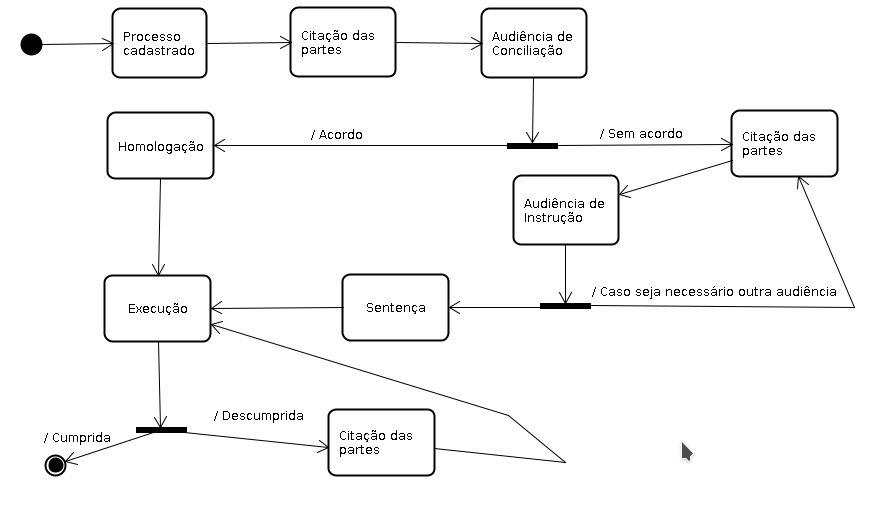 Processo
cadastrado
Citação das
partes
Audiência de
Conciliação
/ Acordo
/ Sem acordo
Homologação
Citação das
partes
Audiência de
Instrução
/ Caso seja necessário outra audiência
Execução
Sentença
/ Descumprida
/ Cumprida
Citação das
partes